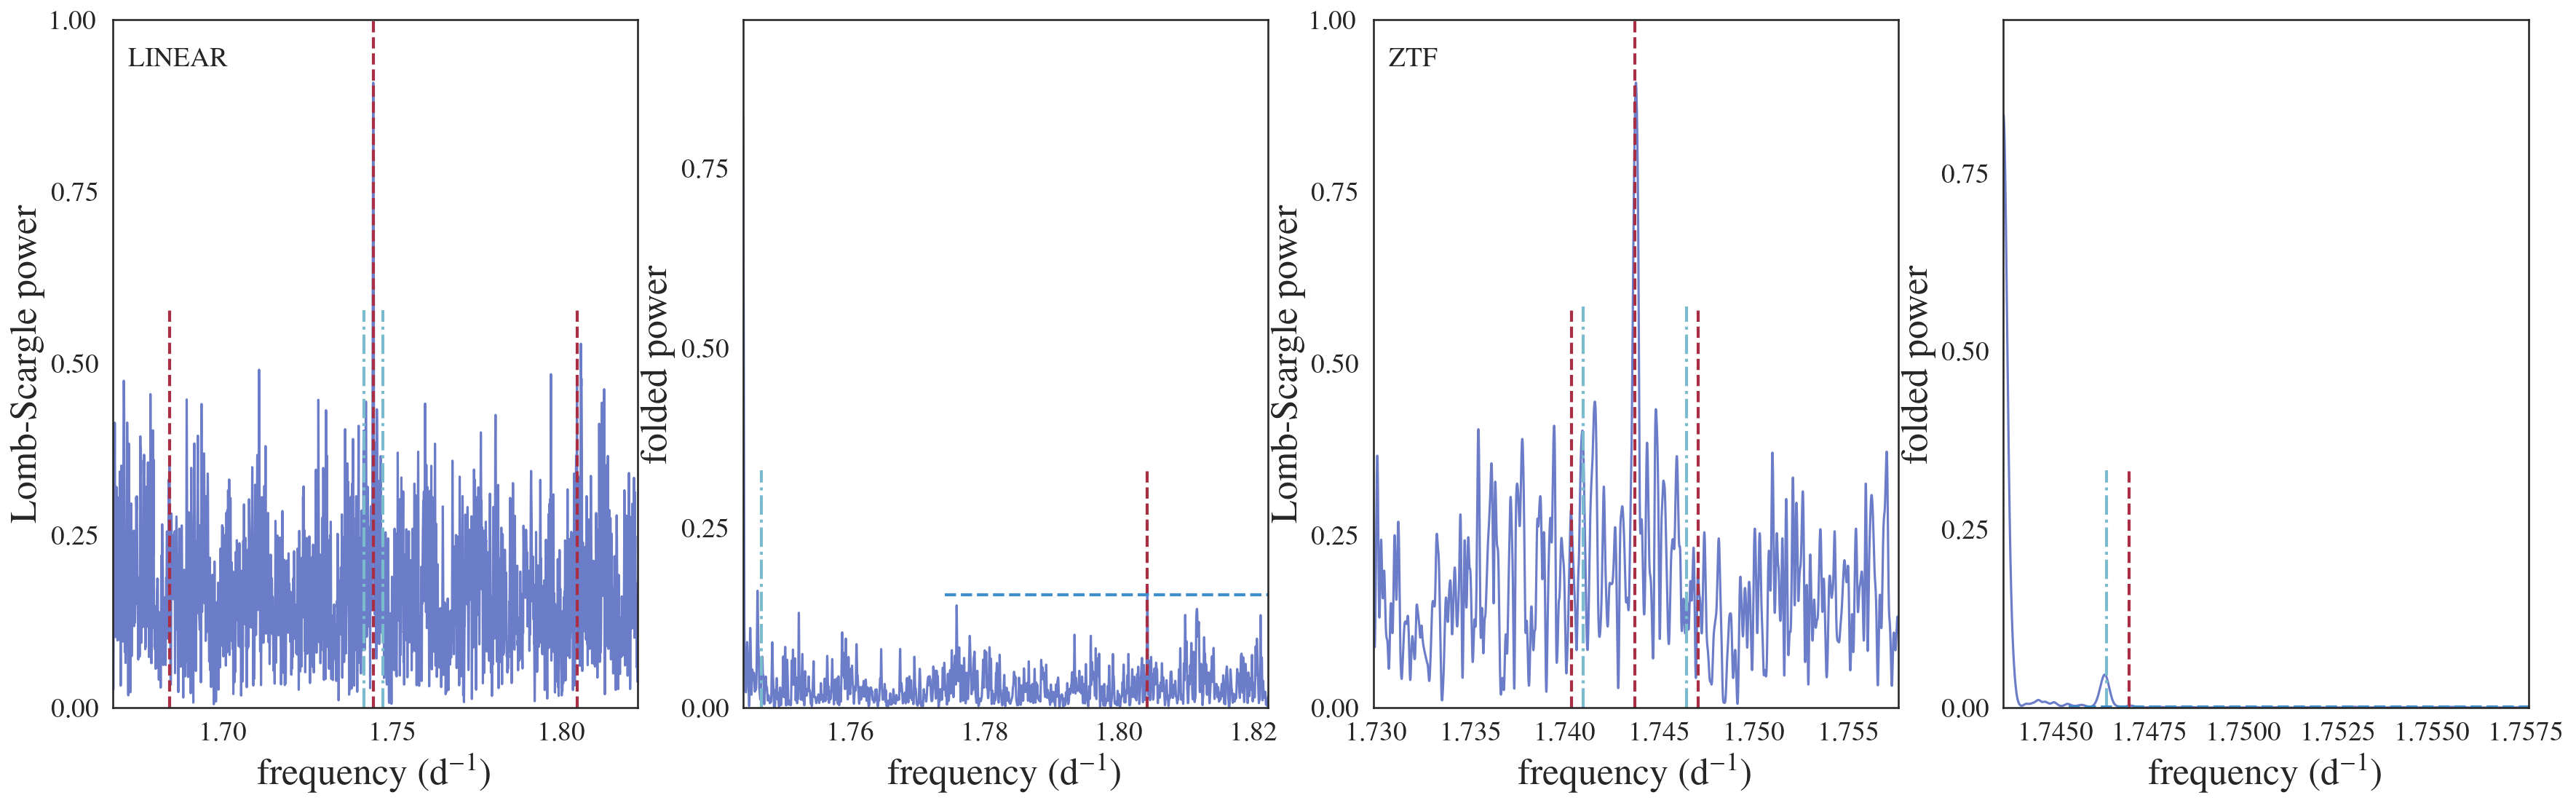 LINEAR
Lomb-Scargle power
1.00
0.75
0.50
0.25
0.00
1.70 1.75 1.80
frequency (d⁻¹)
folded power
0.75
0.50
0.25
0.00
1.76 1.78 1.80 1.82
frequency (d⁻¹)
ZTF
Lomb-Scargle power
1.00
0.75
0.50
0.25
0.00
1.730 1.735 1.740 1.745 1.750 1.755
frequency (d⁻¹)
folded power
0.75
0.50
0.25
0.00
1.7450 1.7475 1.7500 1.7525 1.7550 1.7575
frequency (d⁻¹)